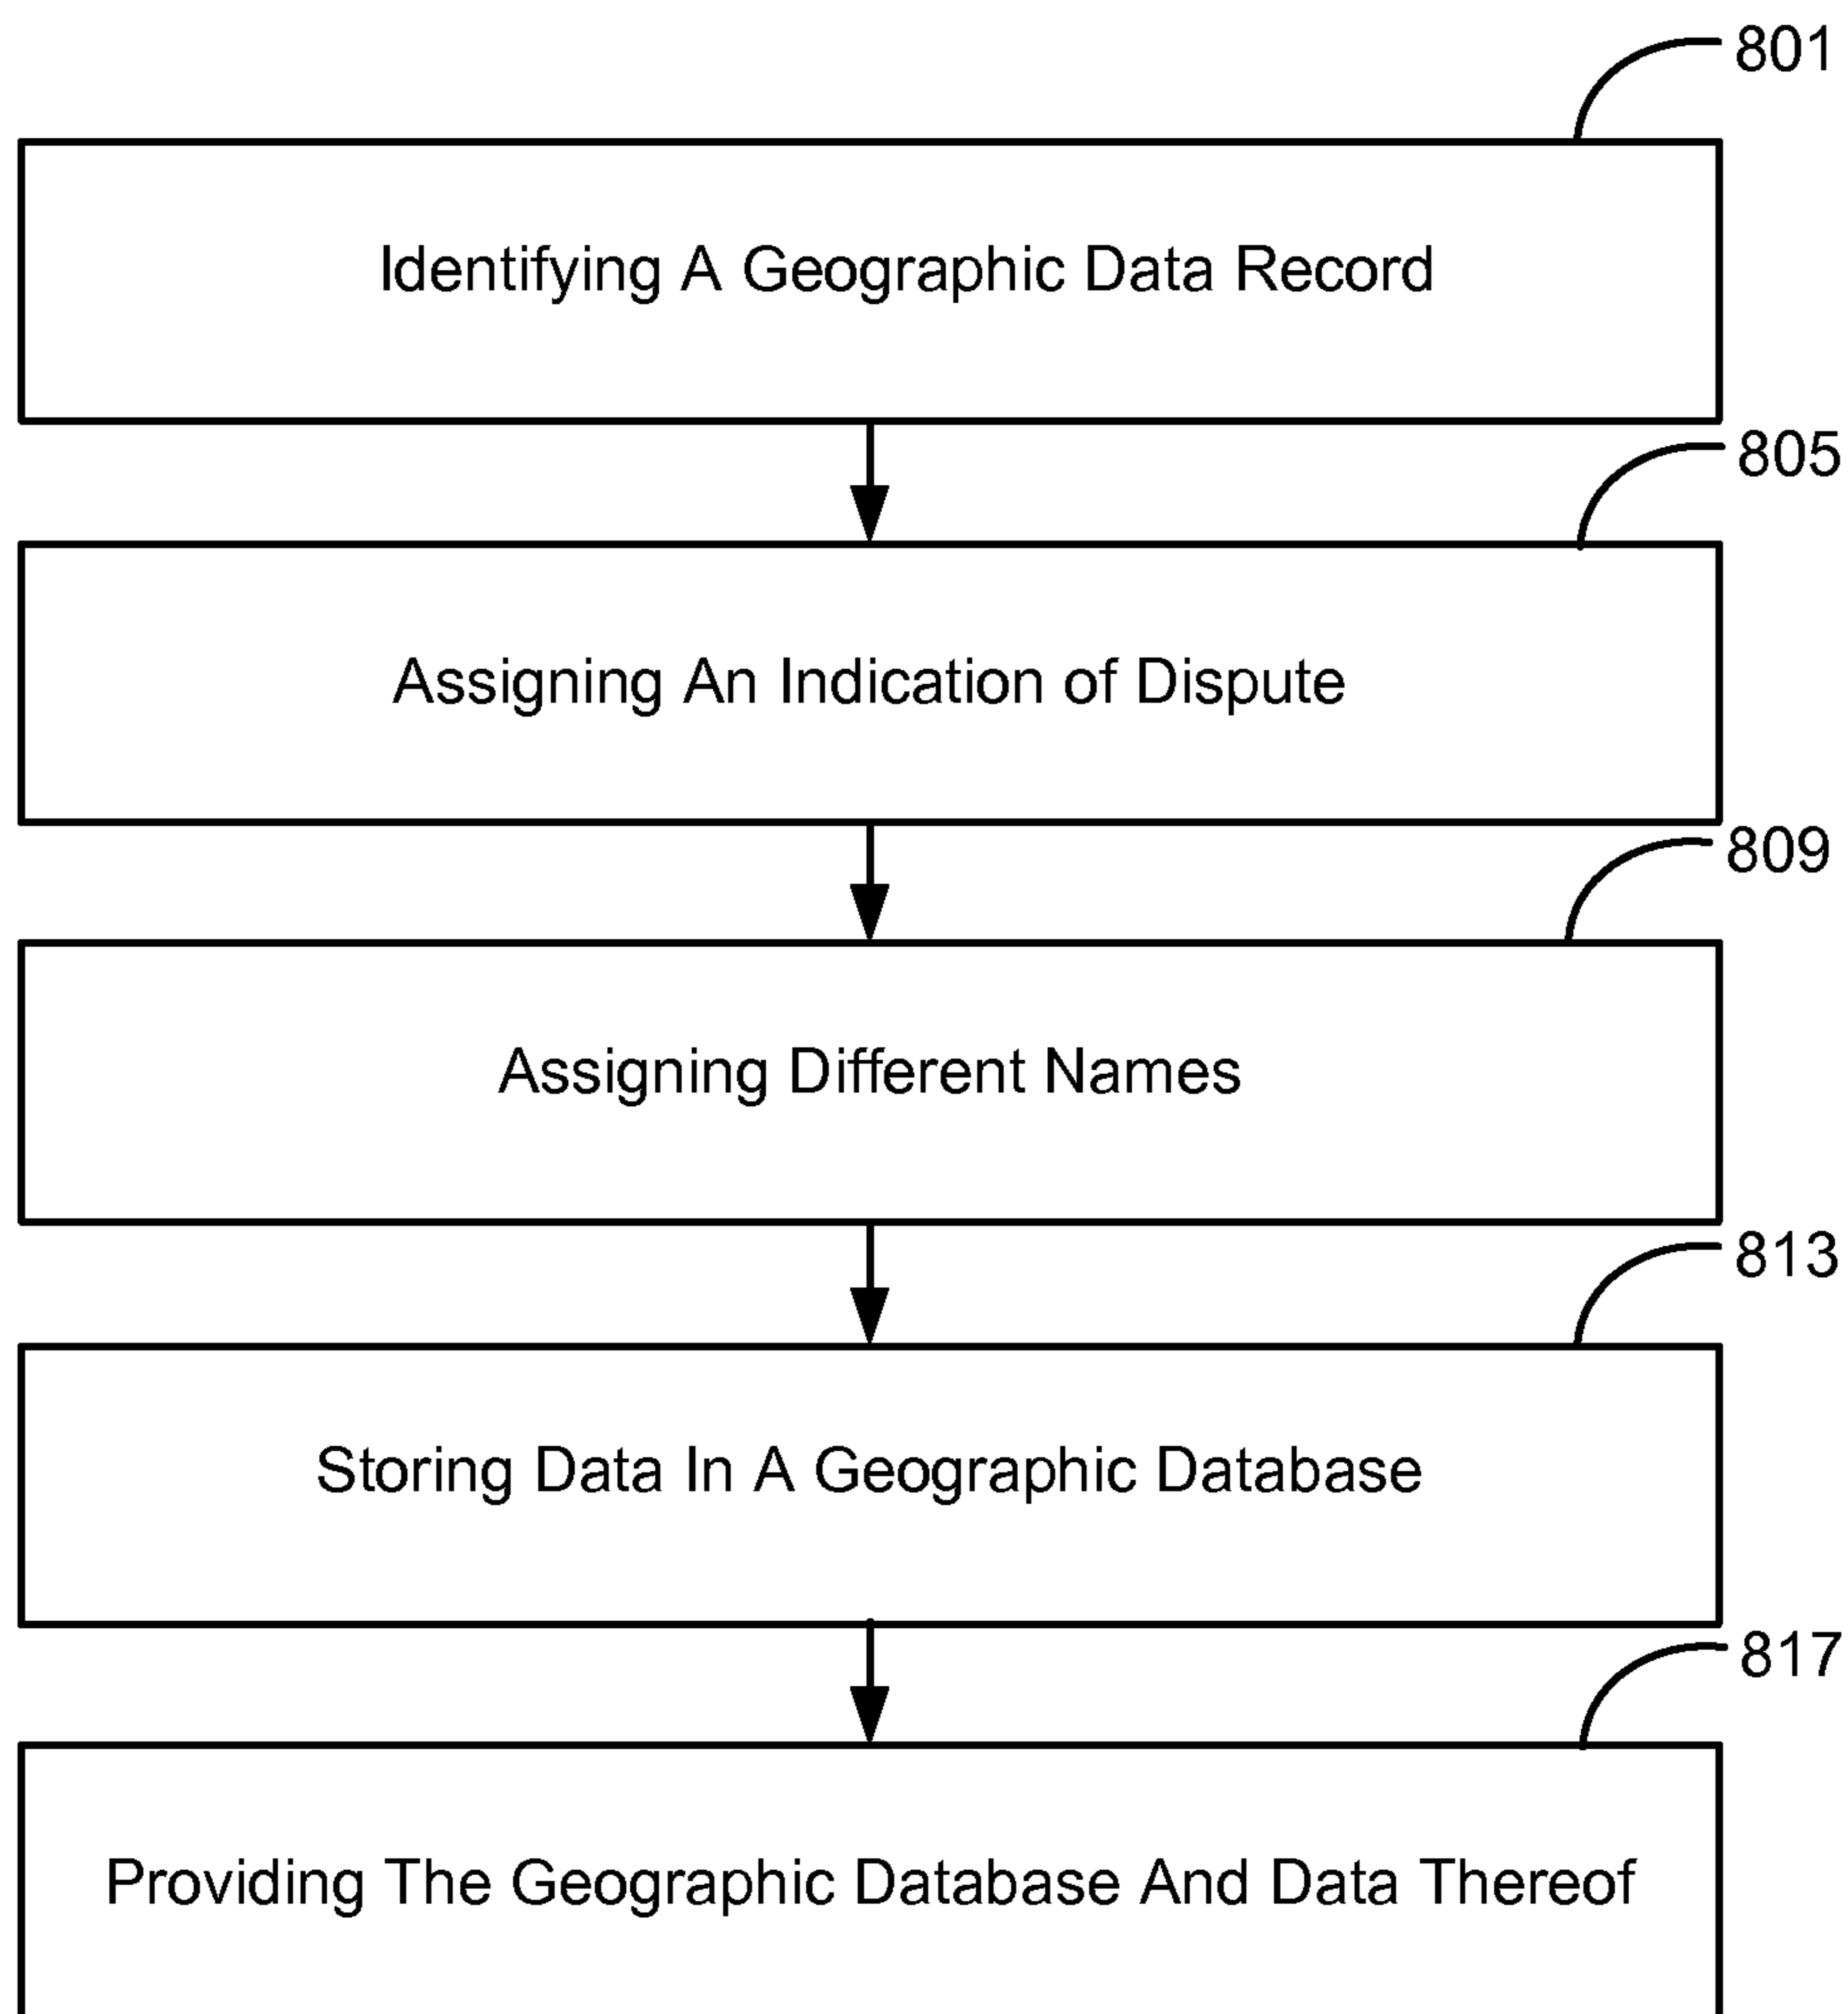 801
Identifying A Geographic Data Record
805
Assigning An Indication of Dispute
809
Assigning Different Names
813
Storing Data In A Geographic Database
817
Providing The Geographic Database And Data Thereof